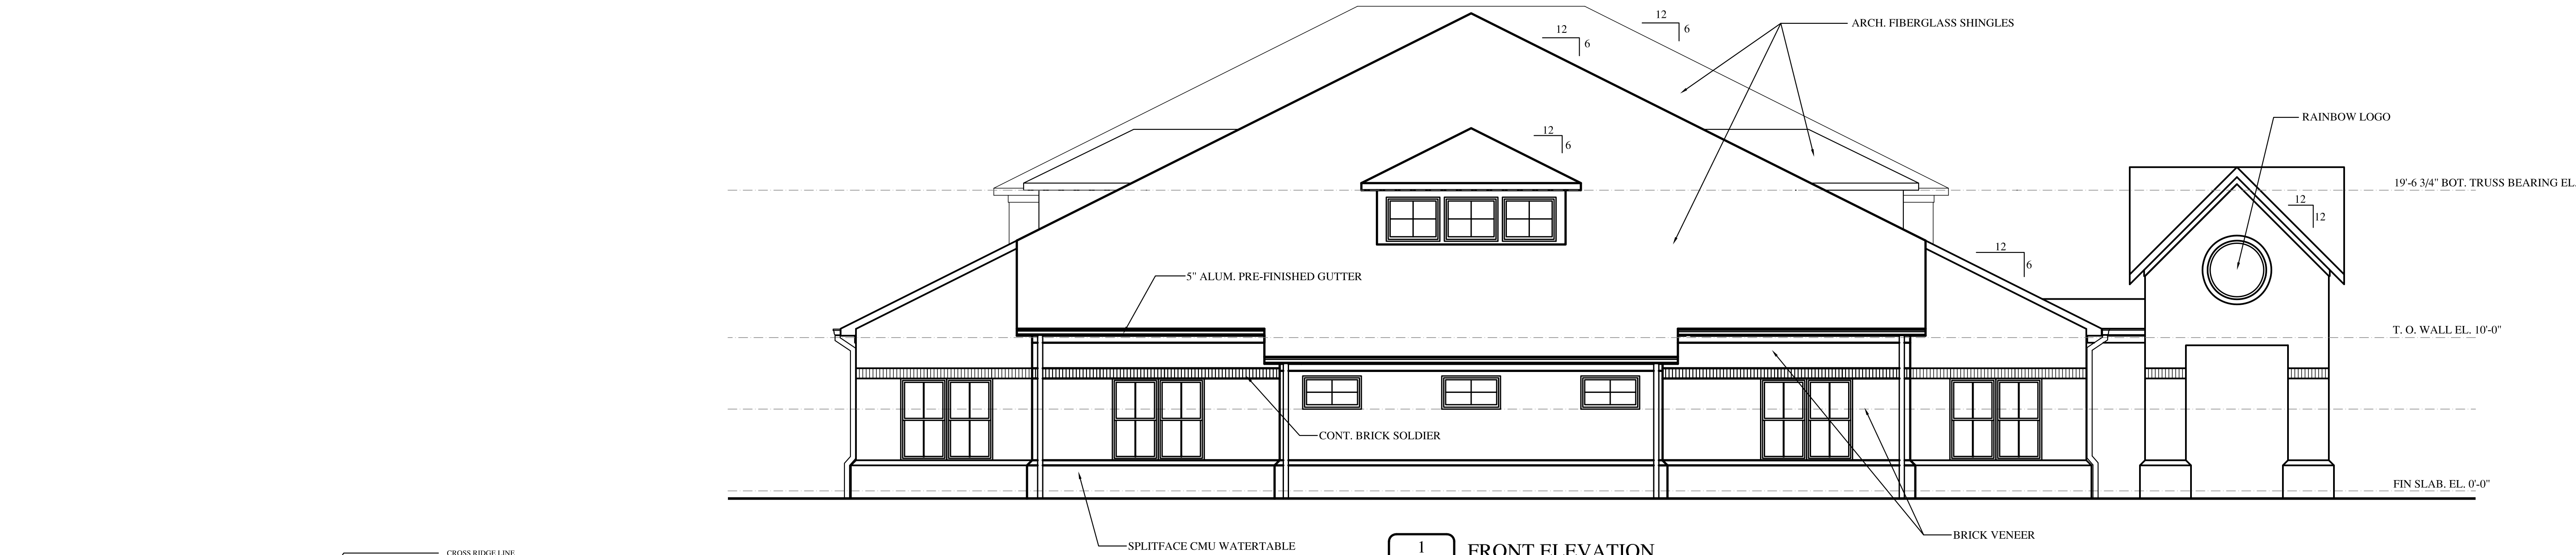 12
6
12
6
ARCH. FIBERGLASS SHINGLES
RAINBOW LOGO
12
6
19'-6 3/4" BOT. TRUSS BEARING EL.
12
12
12
6
5" ALUM. PRE-FINISHED GUTTER
T. O. WALL EL. 10'-0"
CONT. BRICK SOLDIER
FIN SLAB. EL. 0'-0"
BRICK VENEER
SPLITFACE CMU WATERTABLE
1
FRONT ELEVATION
CROSS RIDGE LINE